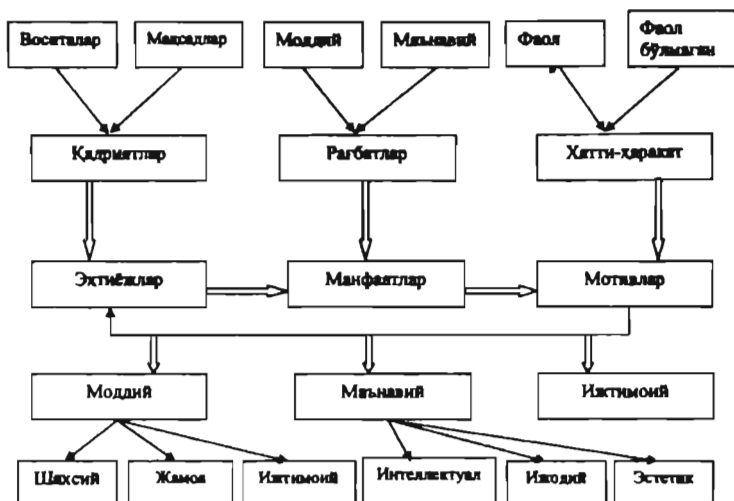 Воситалар
Мақсадлар
Моддий
Маънавий
Фаол
Фаол
бўлмаган
Қадриятлар
Рағбатлар
Хатти-ҳаракат
Эхтиёжлар
Манфаатлар
Мотивлар
Моддий
Маънавий
Ижтимоий
Шахсий
Жамоа
Ижтимоий
Интеллектуал
Ижодий
Эстетик